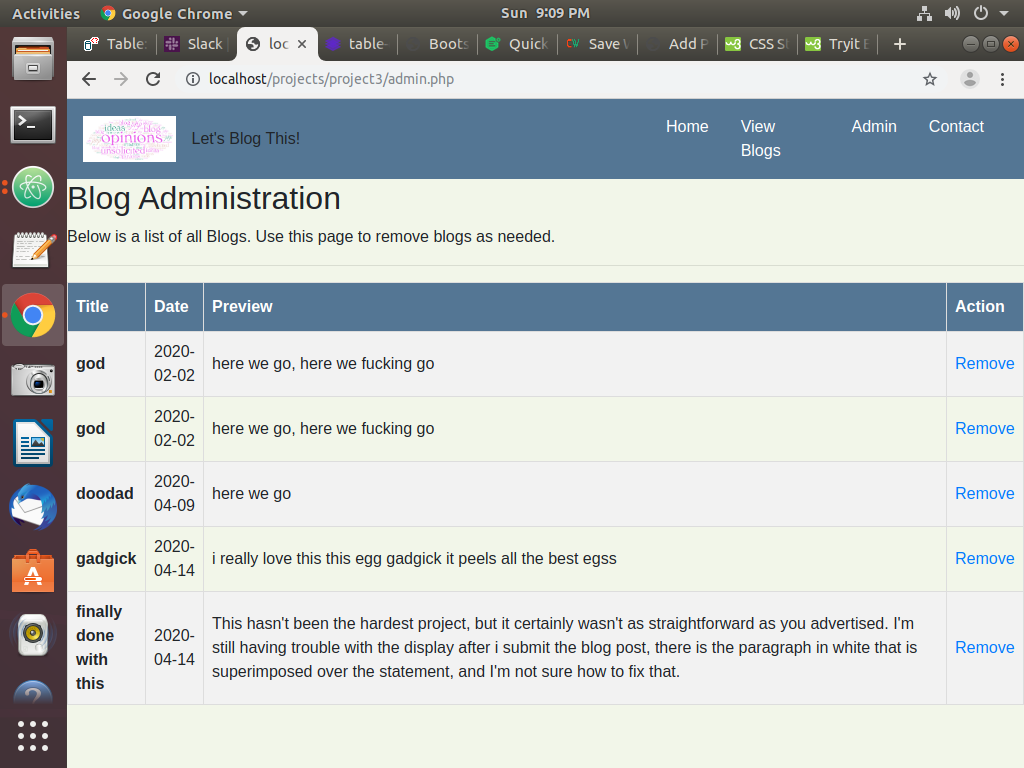 Activities Google Chrome Sun 9:09 PM
Table: Slack loc table- Boots Quick Save Add P CSS S Tryit E
localhost/projects/project3/admin.php
ideas blog
opinions
unsolicited
Let's Blog This!
Home View Blogs Admin Contact
Blog Administration
Below is a list of all Blogs. Use this page to remove blogs as needed.
Title Date Preview Action
god 2020-02-02 here we go, here we fucking go Remove
god 2020-02-02 here we go, here we fucking go Remove
doodad 2020-04-09 here we go Remove
gadgick 2020-04-14 i really love this this egg gadgick it peels all the best egss Remove
finally done with this 2020-04-14 This hasn't been the hardest project, but it certainly wasn't as straightforward as you advertised. I'm
still having trouble with the display after i submit the blog post, there is the paragraph in white that is
superimposed over the statement, and I'm not sure how to fix that. Remove